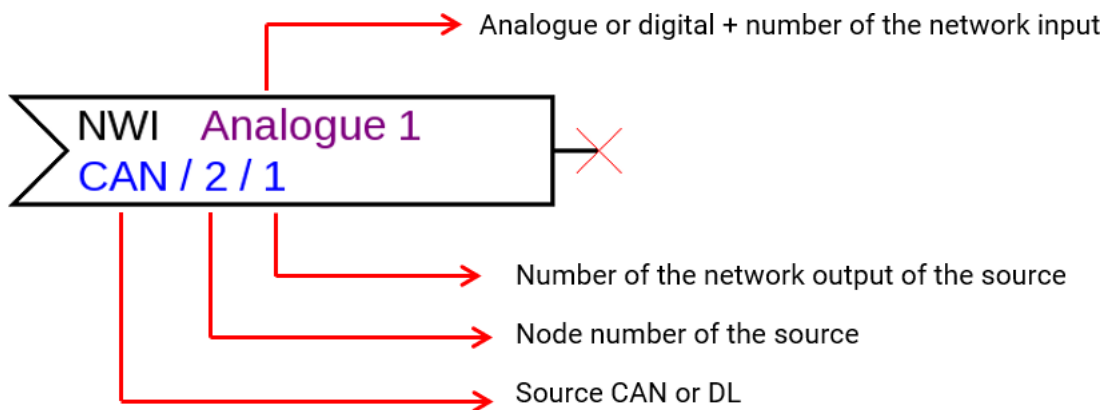 Analogue or digital + number of the network input
NWI Analogue 1
CAN / 2 / 1
Number of the network output of the source
Node number of the source
Source CAN or DL